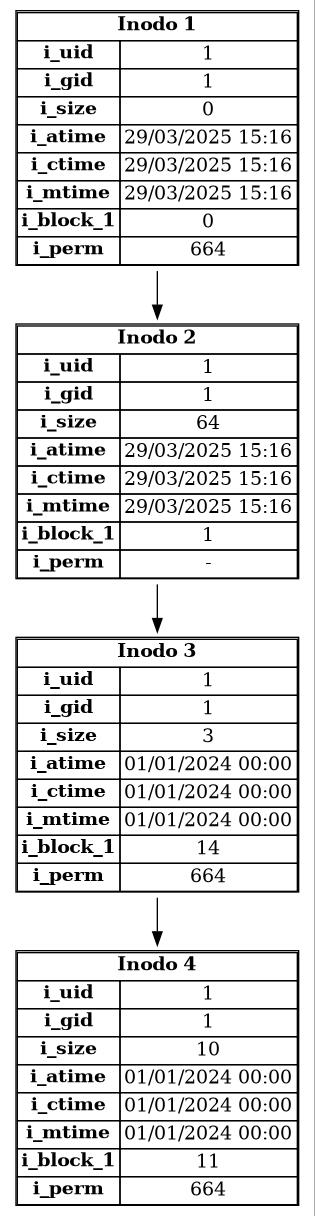 Inodo 1
i_uid 1
i_gid 1
i_size 0
i_atime 29/03/2025 15:16
i_ctime 29/03/2025 15:16
i_mtime 29/03/2025 15:16
i_block_1 0
i_perm 664
Inodo 2
i_uid 1
i_gid 1
i_size 64
i_atime 29/03/2025 15:16
i_ctime 29/03/2025 15:16
i_mtime 29/03/2025 15:16
i_block_1 1
i_perm -
Inodo 3
i_uid 1
i_gid 1
i_size 3
i_atime 01/01/2024 00:00
i_ctime 01/01/2024 00:00
i_mtime 01/01/2024 00:00
i_block_1 14
i_perm 664
Inodo 4
i_uid 1
i_gid 1
i_size 10
i_atime 01/01/2024 00:00
i_ctime 01/01/2024 00:00
i_mtime 01/01/2024 00:00
i_block_1 11
i_perm 664